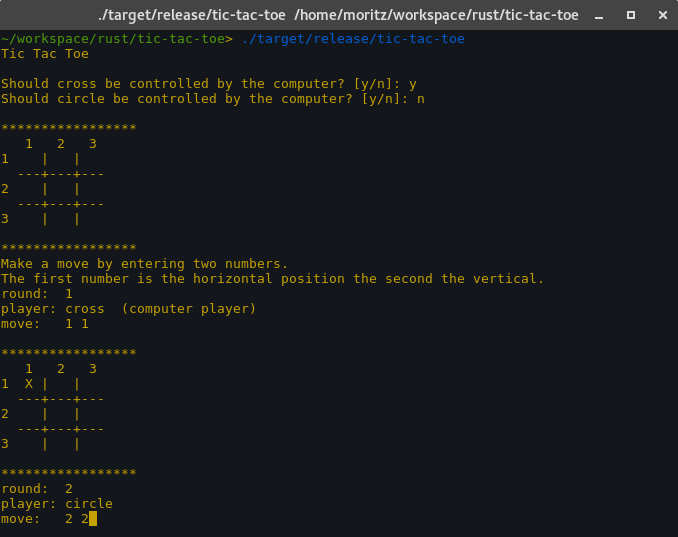 ./target/release/tic-tac-toe  /home/moritz/workspace/rust/tic-tac-toe
~/workspace/rust/tic-tac-toe> ./target/release/tic-tac-toe
Tic Tac Toe

Should cross be controlled by the computer? [y/n]: y
Should circle be controlled by the computer? [y/n]: n

*****************
   1   2   3
1    |   |
  ---+---+---
2    |   |
  ---+---+---
3    |   |

*****************
Make a move by entering two numbers.
The first number is the horizontal position the second the vertical.
round:  1
player: cross  (computer player)
move:   1 1

*****************
   1   2   3
1  X |   |
  ---+---+---
2    |   |
  ---+---+---
3    |   |

*****************
round:  2
player: circle
move:   2 2